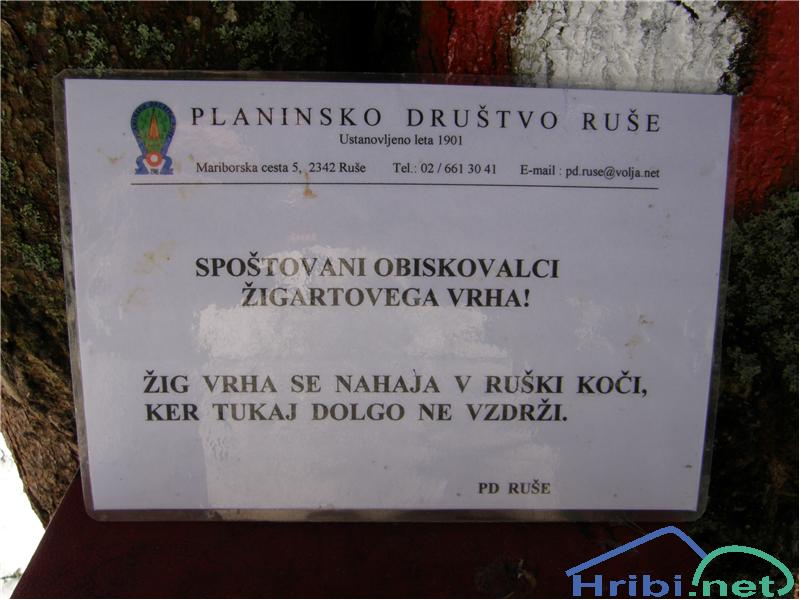 PLANINSKO DRUŠTVO RUŠE
Ustanovljeno leta 1901
Mariborska cesta 5, 2342 Ruše Tel.: 02 / 661 30 41 E-mail : pd.ruse@volja.net
SPOŠTOVANI OBISKOVALCI
ŽIGARTOVEGA VRHA!
ŽIG VRHA SE NAHAJA V RUŠKI KOČI,
KER TUKAJ DOLGO NE VZDRŽI.
PD RUŠE
Hribi.net